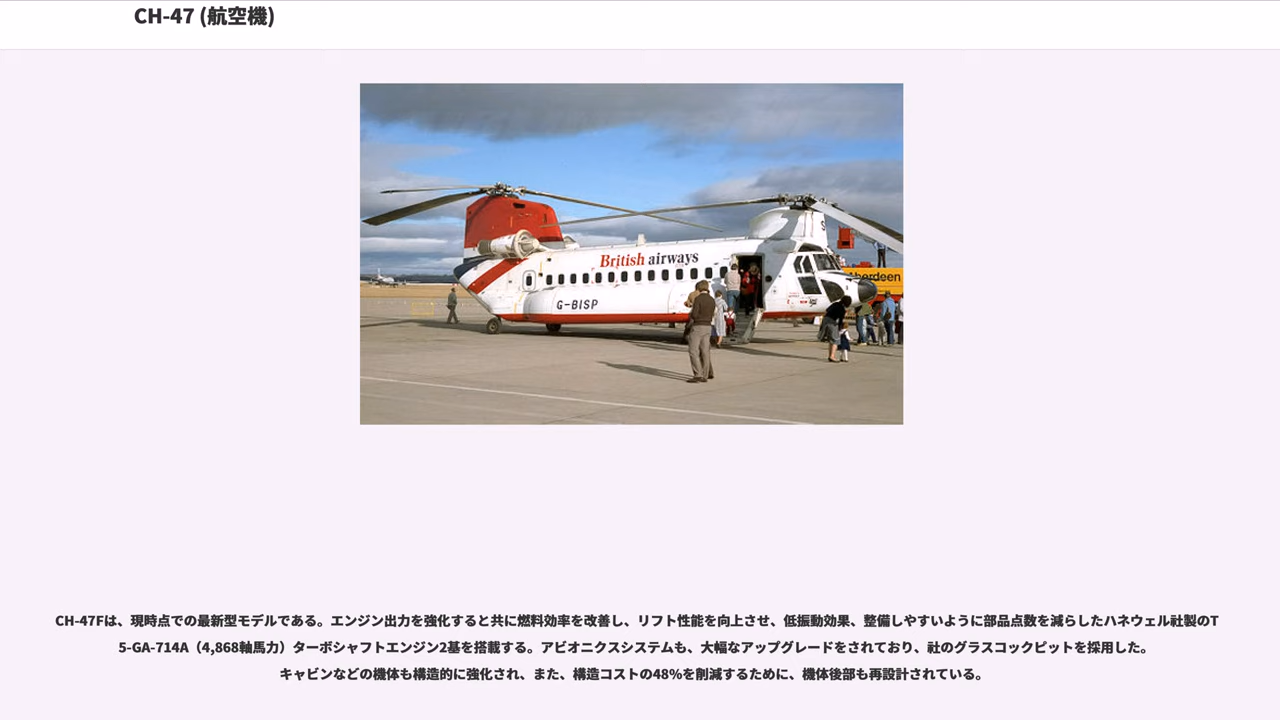 CH-47 (航空機)
British airways
G-BISP
Aberdeen
CH-47Fは、現時点での最新型モデルである。エンジン出力を強化すると共に燃料効率を改善し、リフト性能を向上させ、低振動効果、整備しやすいように部品点数を減らしたハネウェル社製のT
5-GA-714A（4,868軸馬力）ターボシャフトエンジン2基を搭載する。アビオニクスシステムも、大幅なアップグレードをされており、社のグラスコックピットを採用した。
キャビンなどの機体も構造的に強化され、また、構造コストの48%を削減するために、機体後部も再設計されている。